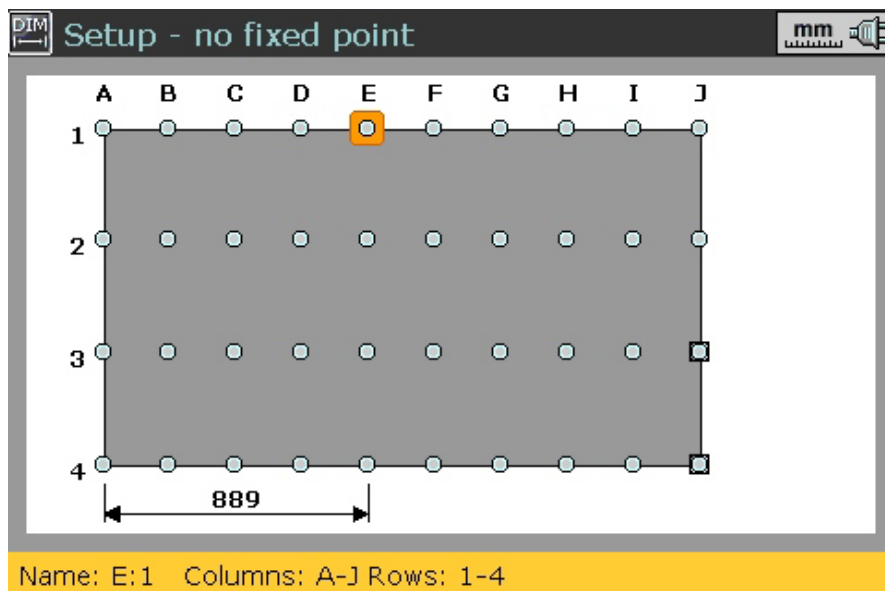 DIM Setup - no fixed point mm
A B C D E F G H I J
1
2
3
4
889
Name: E:1 Columns: A-J Rows: 1-4